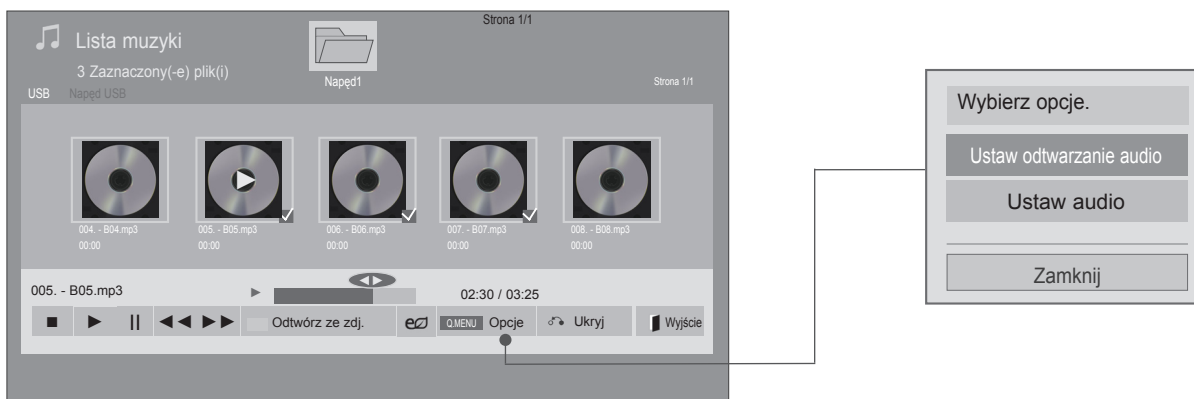 Strona 1/1
Lista muzyki
3 Zaznaczony(-e) plik(i)
Napęd1
Strona 1/1
USB Napęd USB
004. - B04.mp3
00:00
005. - B05.mp3
00:00
006. - B06.mp3
00:00
007. - B07.mp3
00:00
008. - B08.mp3
00:00
005. - B05.mp3
02:30 / 03:25
Odtwórz ze zdj.
Q.MENU Opcje
Ukryj
Wyjście
Wybierz opcje.
Ustaw odtwarzanie audio
Ustaw audio
Zamknij